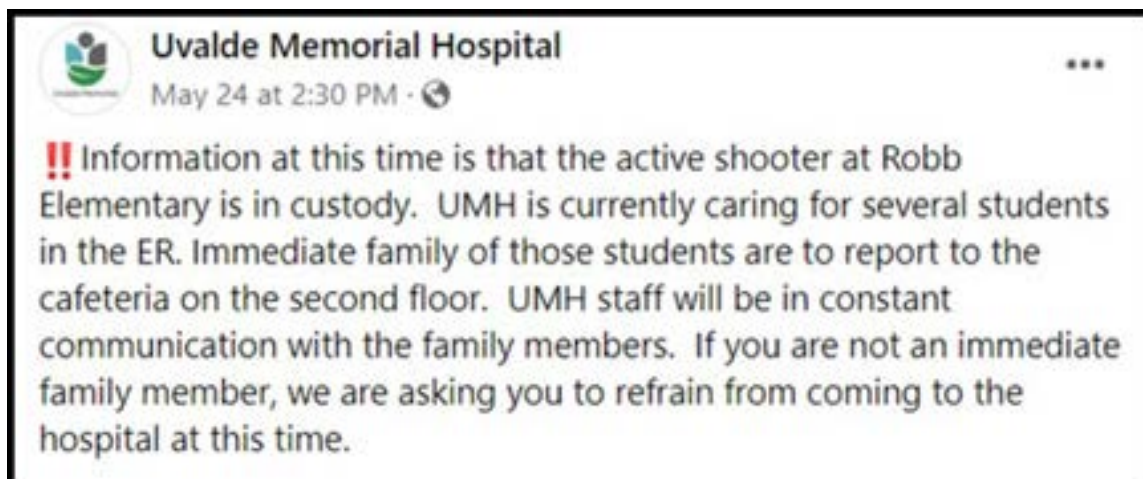 Uvalde Memorial Hospital
May 24 at 2:30 PM ·
‼Information at this time is that the active shooter at Robb
Elementary is in custody.  UMH is currently caring for several students
in the ER. Immediate family of those students are to report to the
cafeteria on the second floor.  UMH staff will be in constant
communication with the family members.  If you are not an immediate
family member, we are asking you to refrain from coming to the
hospital at this time.